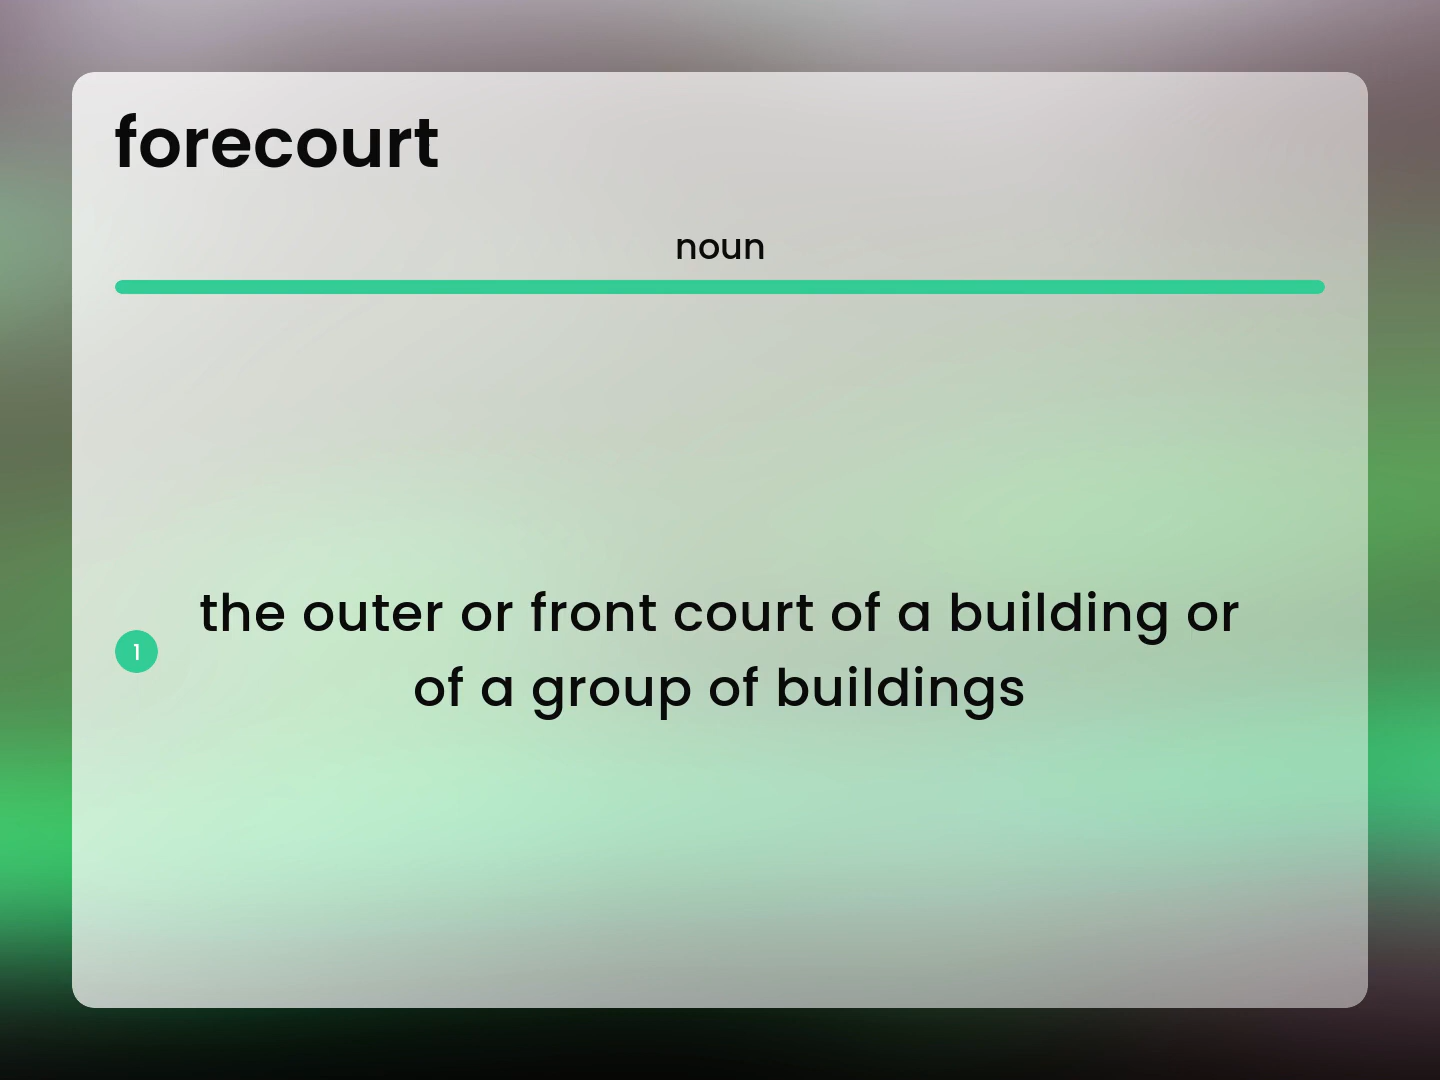 forecourt
noun
1
the outer or front court of a building or
of a group of buildings